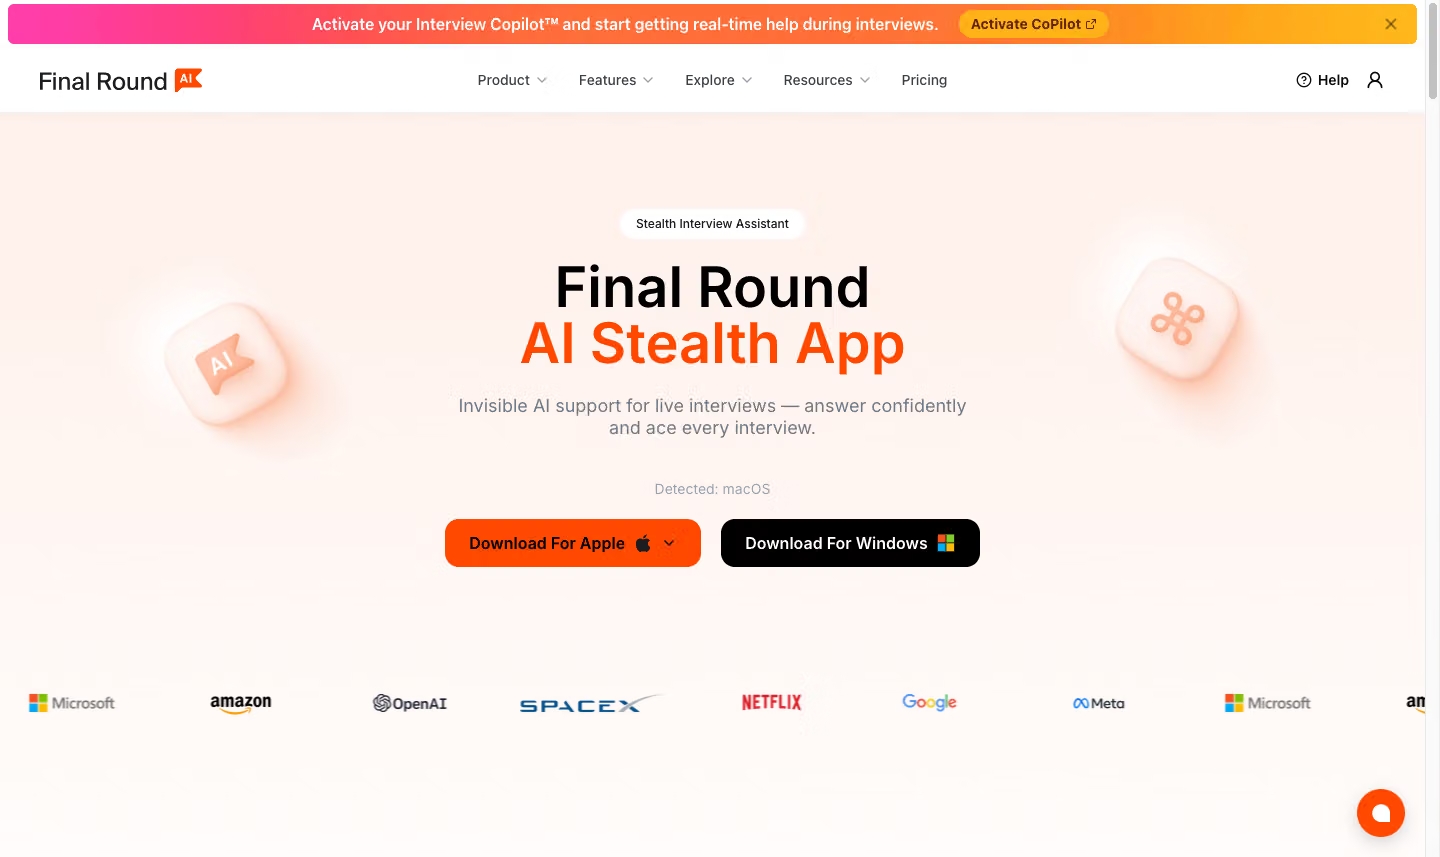 Activate your Interview Copilot™ and start getting real-time help during interviews. Activate CoPilot
Final Round AI
Product Features Explore Resources Pricing
Help
Stealth Interview Assistant
Final Round
AI Stealth App
AI
Invisible AI support for live interviews — answer confidently
and ace every interview.
Detected: macOS
Download For Apple Download For Windows
Microsoft amazon OpenAI SPACEX NETFLIX Google Meta Microsoft am